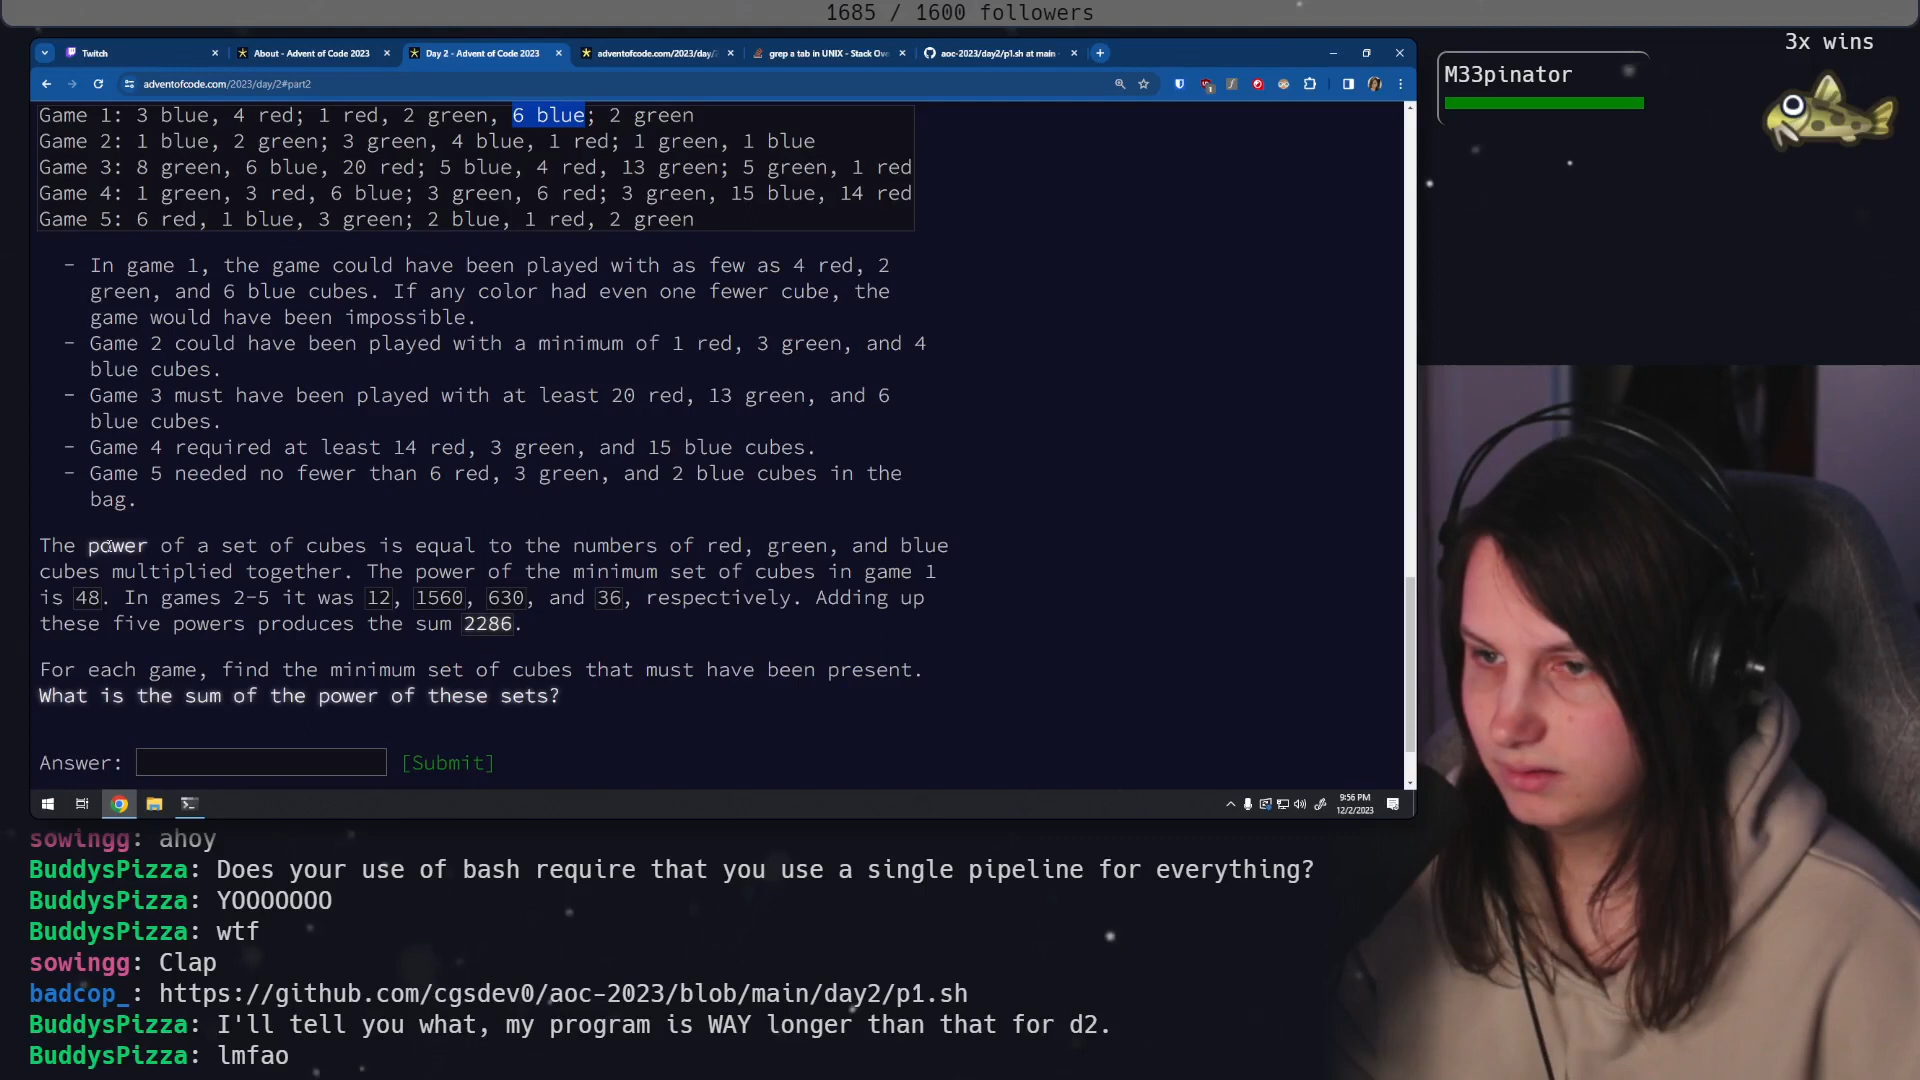 1685 / 1600 followers
3x wins
M33pinator
Twitch
About - Advent of Code 2023
Day 2 - Advent of Code 2023
adventofcode.com/2023/day/
grep a tab in UNIX - Stack Ove
aoc-2023/day2/p1.sh at main
adventofcode.com/2023/day/2#part2
Game 1: 3 blue, 4 red; 1 red, 2 green, 6 blue; 2 green
Game 2: 1 blue, 2 green; 3 green, 4 blue, 1 red; 1 green, 1 blue
Game 3: 8 green, 6 blue, 20 red; 5 blue, 4 red, 13 green; 5 green, 1 red
Game 4: 1 green, 3 red, 6 blue; 3 green, 6 red; 3 green, 15 blue, 14 red
Game 5: 6 red, 1 blue, 3 green; 2 blue, 1 red, 2 green
- In game 1, the game could have been played with as few as 4 red, 2
green, and 6 blue cubes. If any color had even one fewer cube, the
game would have been impossible.
- Game 2 could have been played with a minimum of 1 red, 3 green, and 4
blue cubes.
- Game 3 must have been played with at least 20 red, 13 green, and 6
blue cubes.
- Game 4 required at least 14 red, 3 green, and 15 blue cubes.
- Game 5 needed no fewer than 6 red, 3 green, and 2 blue cubes in the
bag.
The power of a set of cubes is equal to the numbers of red, green, and blue
cubes multiplied together. The power of the minimum set of cubes in game 1
is 48. In games 2-5 it was 12, 1560, 630, and 36, respectively. Adding up
these five powers produces the sum 2286.
For each game, find the minimum set of cubes that must have been present.
What is the sum of the power of these sets?
Answer: [Submit]
9:56 PM
12/2/2023
sowingg: ahoy
BuddysPizza: Does your use of bash require that you use a single pipeline for everything?
BuddysPizza: YOOOOOOO
BuddysPizza: wtf
sowingg: Clap
badcop_: https://github.com/cgsdev0/aoc-2023/blob/main/day2/p1.sh
BuddysPizza: I'll tell you what, my program is WAY longer than that for d2.
BuddysPizza: lmfao